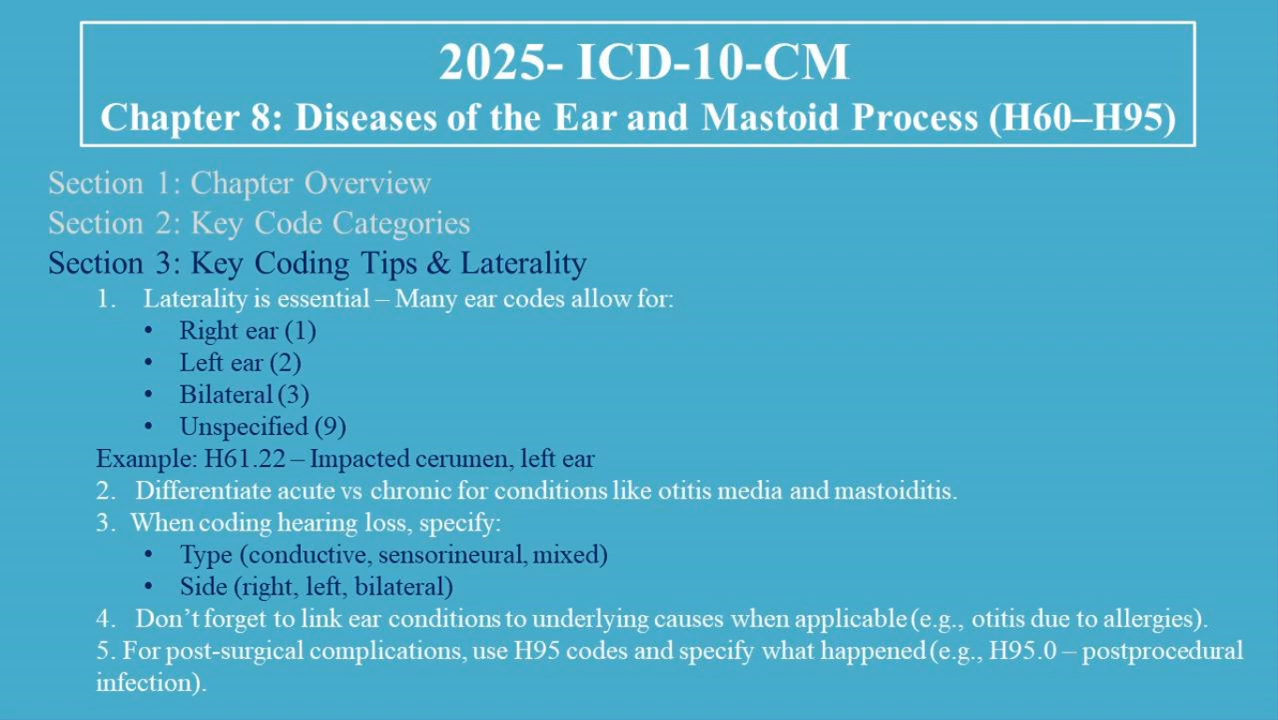 2025- ICD-10-CM
Chapter 8: Diseases of the Ear and Mastoid Process (H60–H95)
Section 1: Chapter Overview
Section 2: Key Code Categories
Section 3: Key Coding Tips & Laterality
1. Laterality is essential – Many ear codes allow for:
• Right ear (1)
• Left ear (2)
• Bilateral (3)
• Unspecified (9)
Example: H61.22 – Impacted cerumen, left ear
2. Differentiate acute vs chronic for conditions like otitis media and mastoiditis.
3. When coding hearing loss, specify:
• Type (conductive, sensorineural, mixed)
• Side (right, left, bilateral)
4. Don’t forget to link ear conditions to underlying causes when applicable (e.g., otitis due to allergies).
5. For post-surgical complications, use H95 codes and specify what happened (e.g., H95.0 – postprocedural
infection).